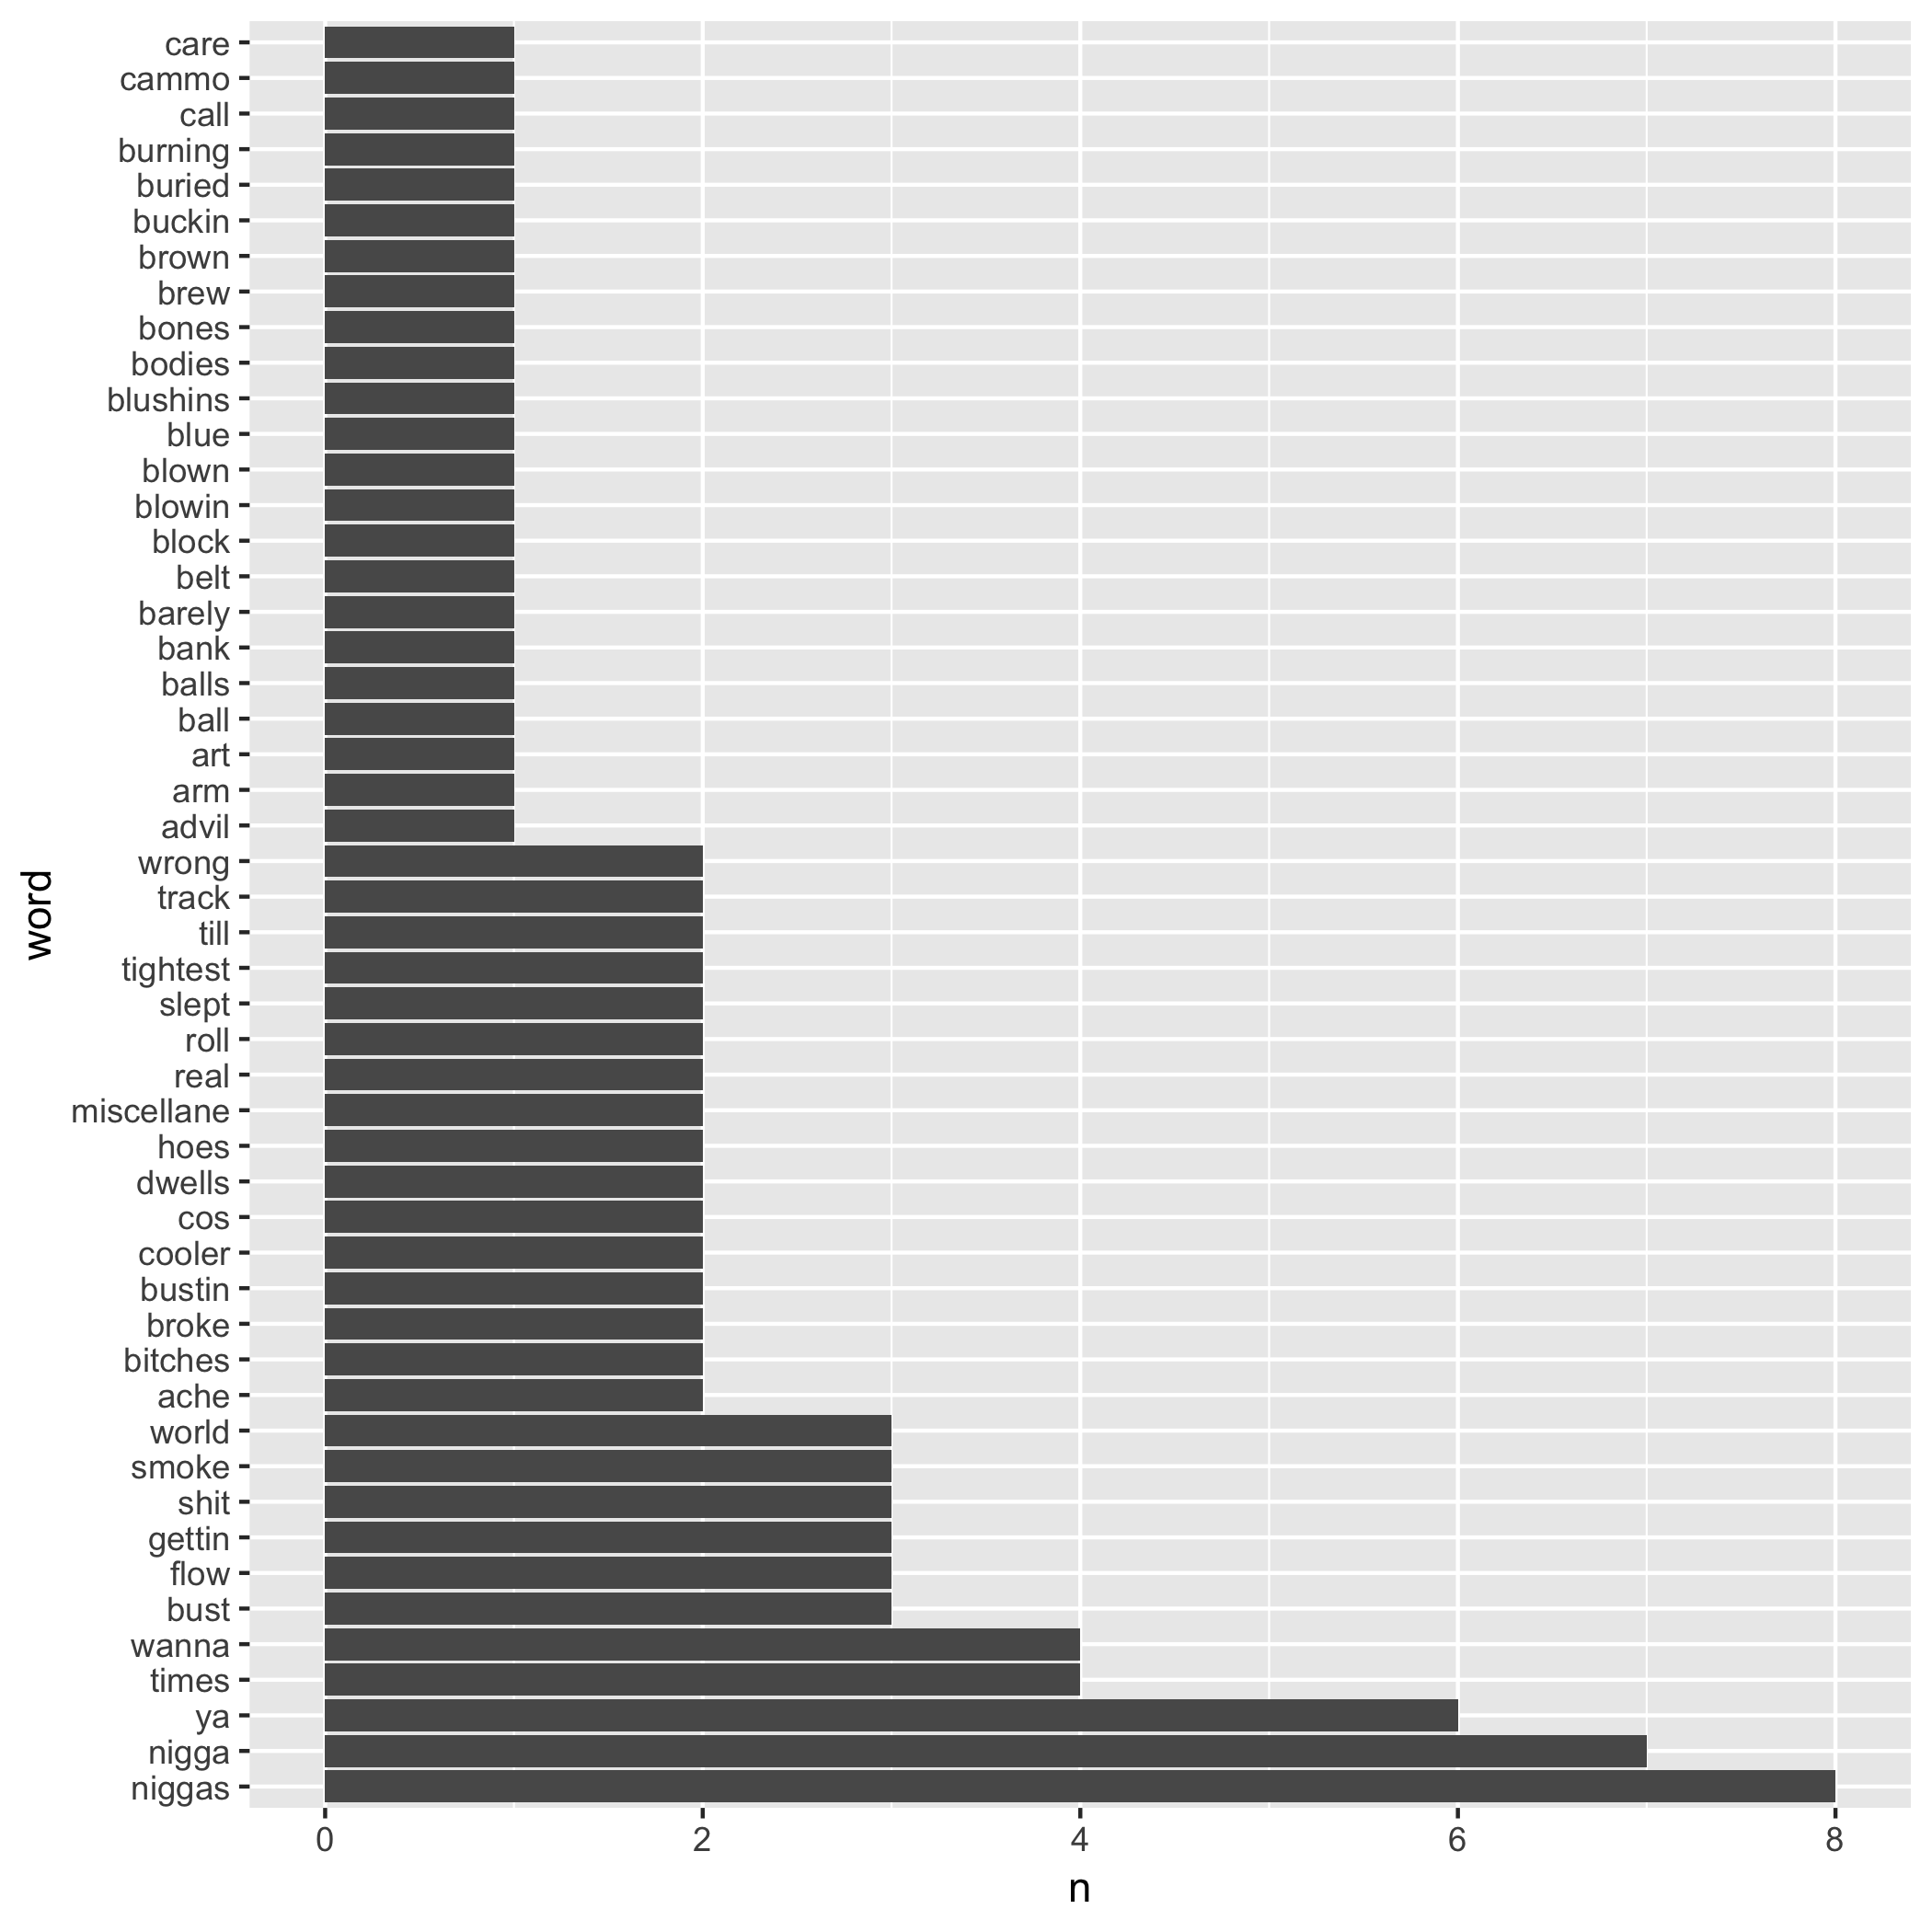 care
cammo
call
burning
buried
buckin
brown
brew
bones
bodies
blushins
blue
blown
blowin
block
belt
barely
bank
balls
ball
art
arm
advil
wrong
track
till
tightest
slept
roll
real
miscellane
hoes
dwells
cos
cooler
bustin
broke
bitches
ache
world
smoke
shit
gettin
flow
bust
wanna
times
ya
nigga
niggas
word
0 2 4 6 8
n